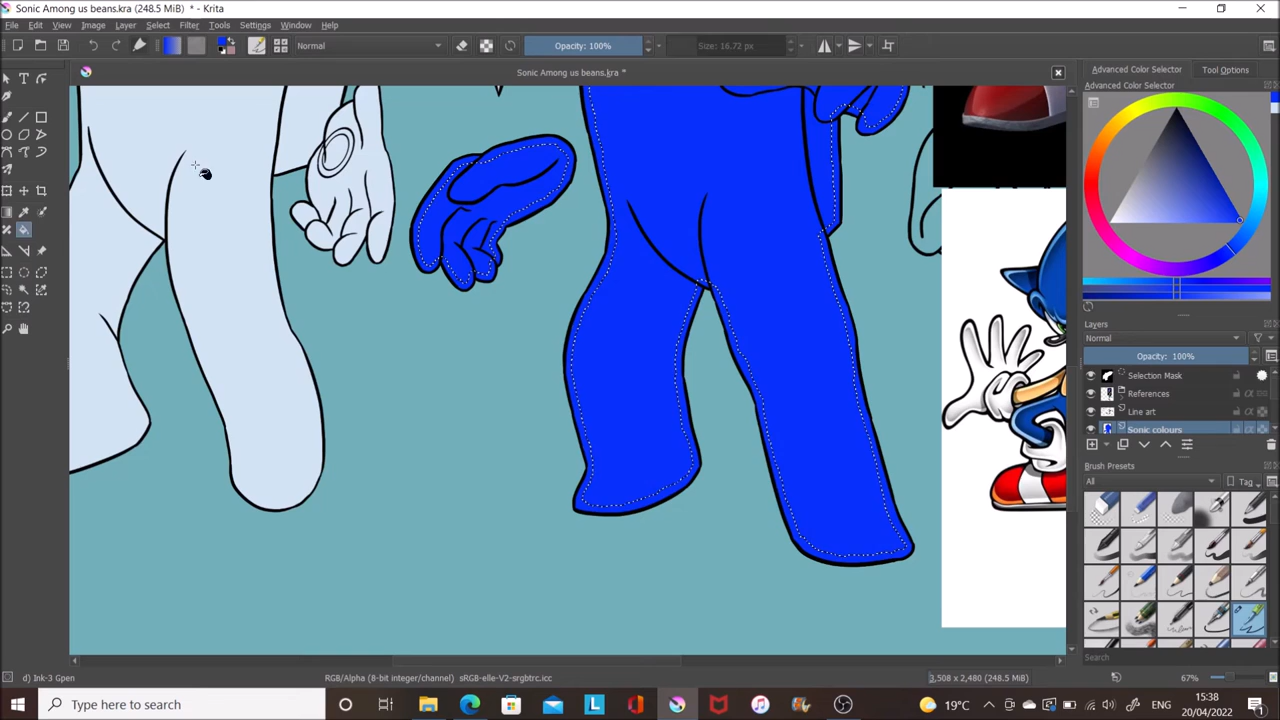 Sonic Among us beans.kra (248.5 MiB) * - Krita
File Edit View Image Layer Select Filter Tools Settings Window Help
Normal
Opacity: 100%
Size: 16.72 px
Sonic Among us beans.kra *
Advanced Color Selector Tool Options
Advanced Color Selector
Layers
Normal
Opacity: 100%
Selection Mask
References
Line art
Sonic colours
Brush Presets
All
Tag
Search
d) Ink-3 Gpen
RGB/Alpha (8-bit integer/channel) sRGB-elle-V2-srgbtrc.icc
3,508 x 2,480 (248.5 MiB)
67%
Type here to search
L
19°C
15:38
20/04/2022
1